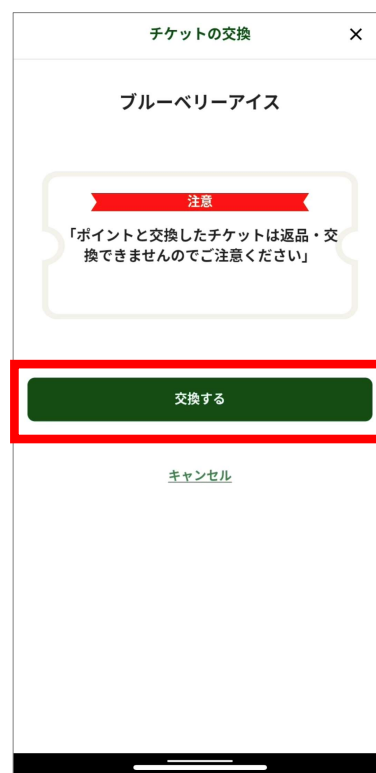 チケットの交換
ブルーベリーアイス
注意
「ポイントと交換したチケットは返品・交
換できませんのでご注意ください」
交換する
キャンセル